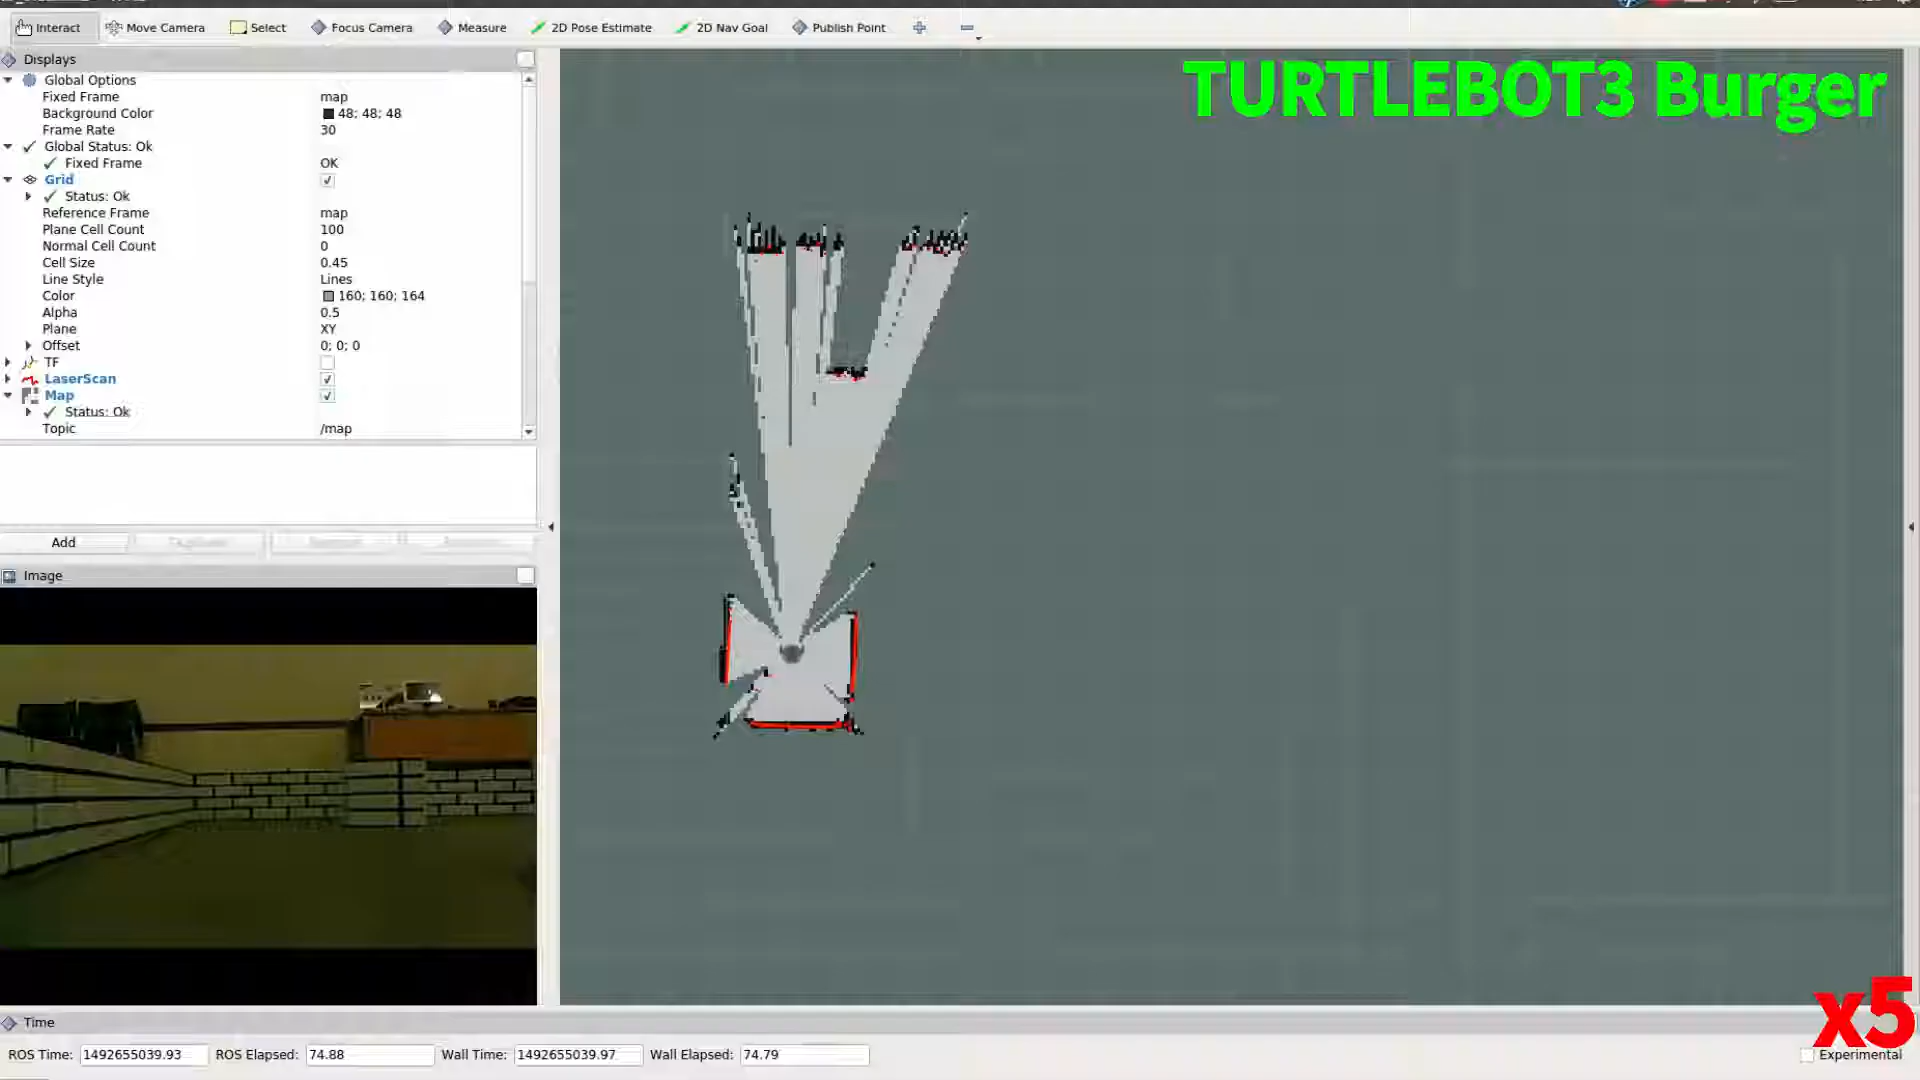 Interact Move Camera Select Focus Camera Measure 2D Pose Estimate 2D Nav Goal Publish Point
Displays
TURTLEBOT3 Burger
Global Options
Fixed Frame map
Background Color 48; 48; 48
Frame Rate 30
Global Status: Ok
Fixed Frame OK
Grid
Status: Ok
Reference Frame map
Plane Cell Count 100
Normal Cell Count 0
Cell Size 0.45
Line Style Lines
Color 160; 160; 164
Alpha 0.5
Plane XY
Offset 0; 0; 0
TF
LaserScan
Map
Status: Ok
Topic /map
Add
Image
x5
Time
ROS Time: 1492655039.93 ROS Elapsed: 74.88 Wall Time: 1492655039.97 Wall Elapsed: 74.79 Experimental